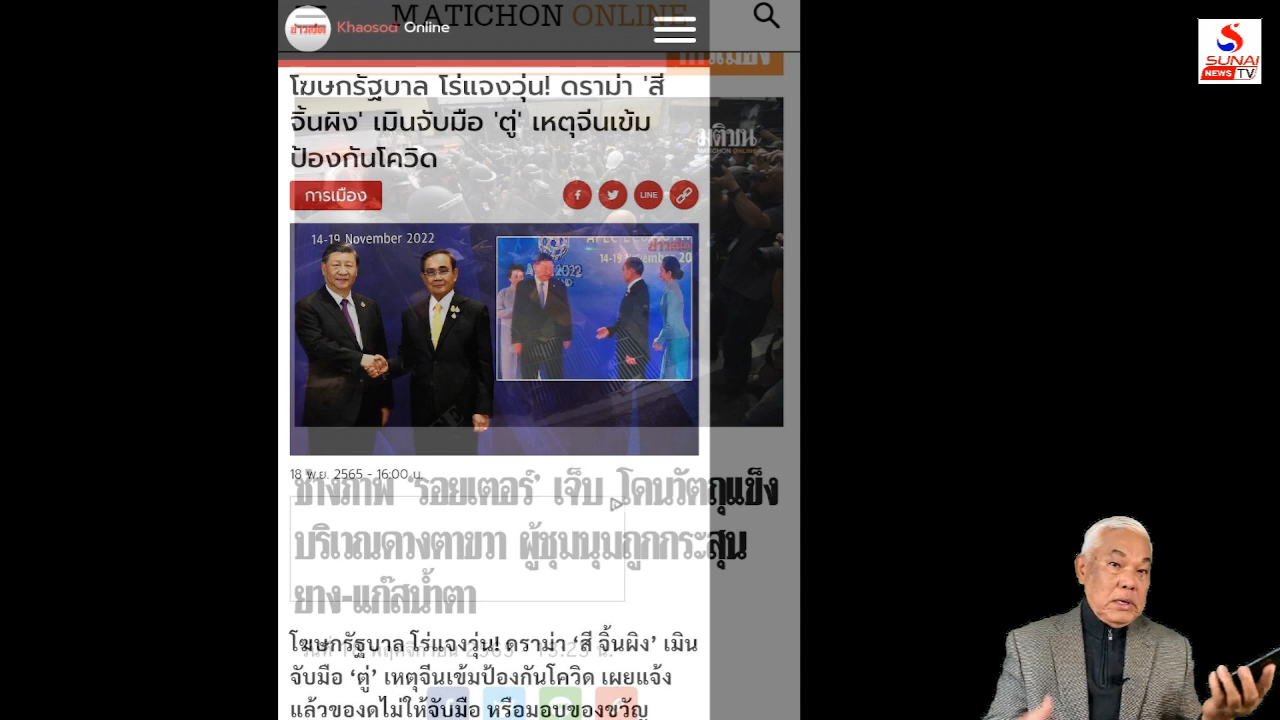 MATICHON ONLINE
ข่าวสด Khaosod Online
การเมือง
SUNAI
NEWS TV
โฆษกรัฐบาล โร่แจงวุ่น! ดราม่า 'สี
จิ้นผิง' เมินจับมือ 'ตู่' เหตุจีนเข้ม
ป้องกันโควิด
มติชน
MATICHON ONLINE
การเมือง
LINE
14-19 November 2022
ข่าวสด
14-19 November 20
2022
18 พ.ย. 2565 - 16:00 น.
ช่างภาพ ‘รอยเตอร์’ เจ็บ โดนวัตถุแข็ง
บริเวณดวงตาขวา ผู้ชุมนุมถูกกระสุน
ยาง-แก๊สน้ำตา
โฆษกรัฐบาล โร่แจงวุ่น! ดราม่า ‘สี จิ้นผิง’ เมิน
จับมือ ‘ตู่’ เหตุจีนเข้มป้องกันโควิด เผยแจ้ง
แล้วของดไม่ให้จับมือ หรือมอบของขวัญ